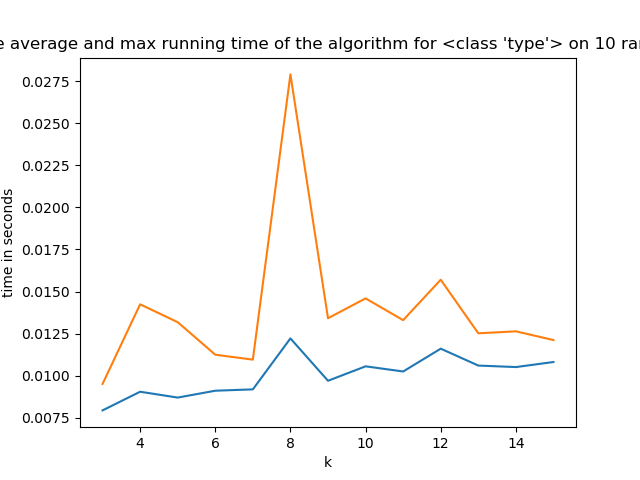 e average and max running time of the algorithm for <class 'type'> on 10 ra
0.0275
0.0250
0.0225
0.0200
0.0175
0.0150
0.0125
0.0100
0.0075
time in seconds
4 6 8 10 12 14
k